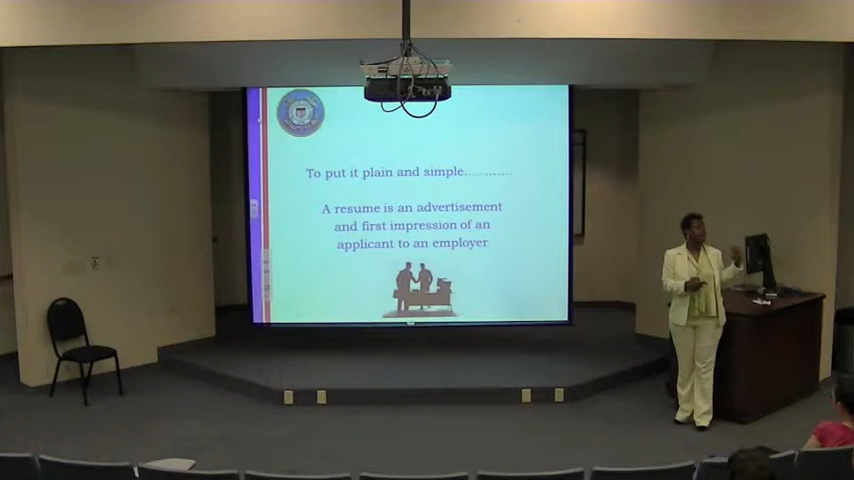 To put it plain and simple...........
A resume is an advertisement
and first impression of an
applicant to an employer